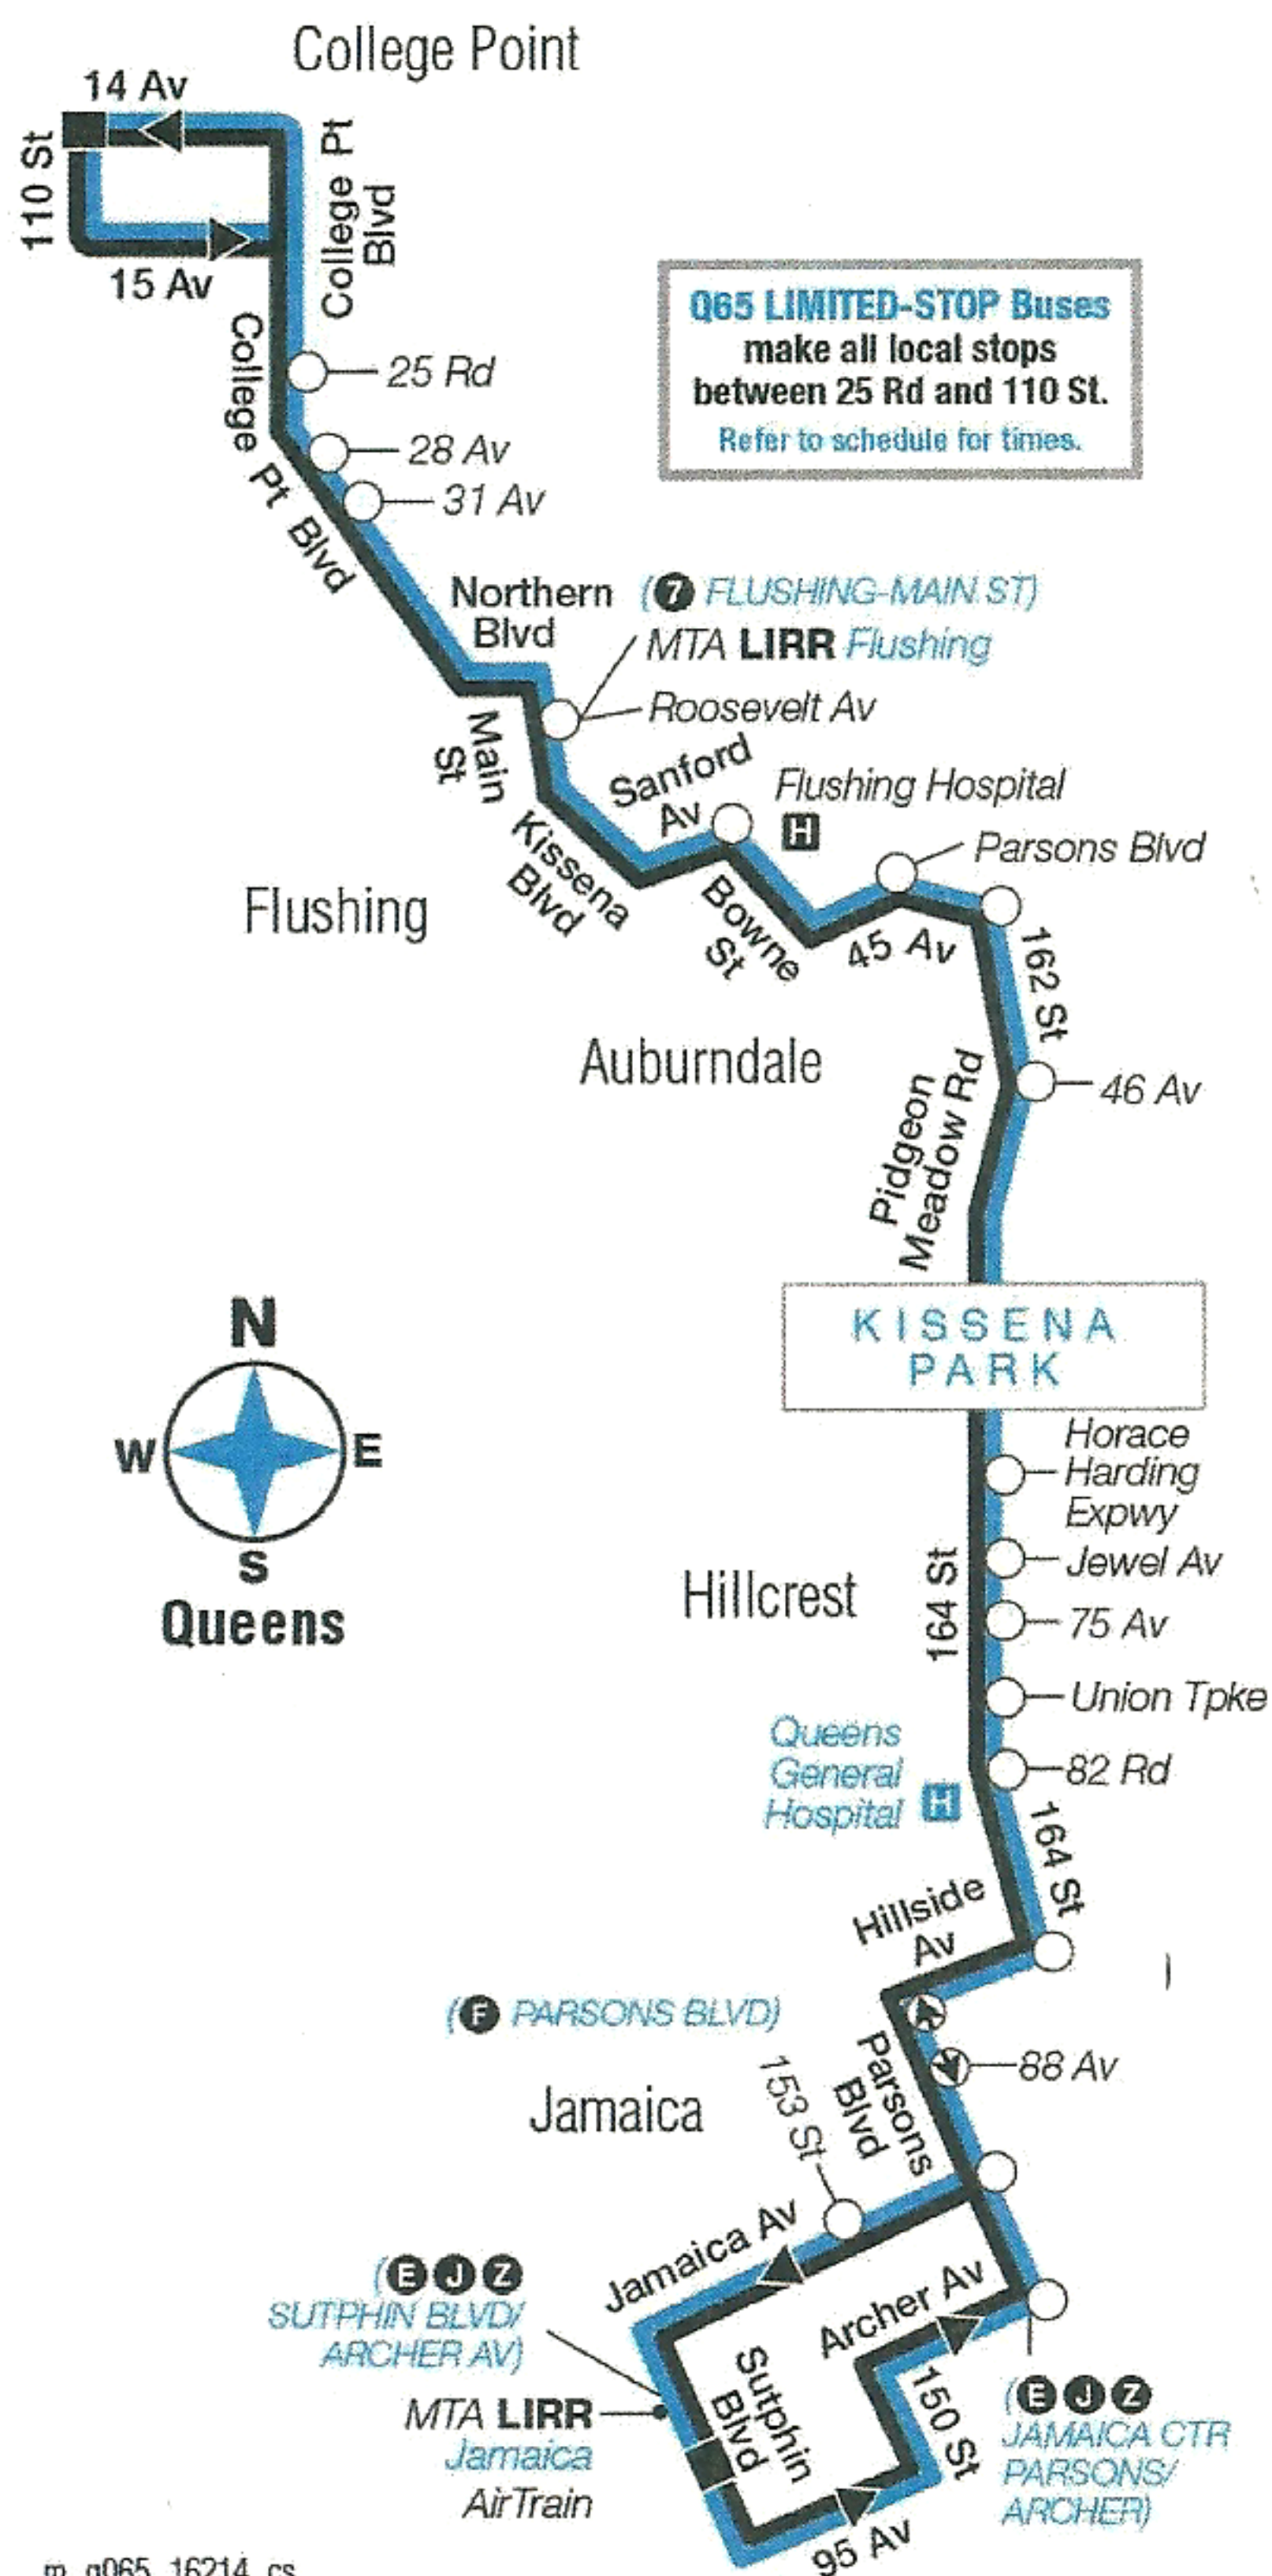 College Point
14 Av
110 St
College Pt
Blvd
15 Av
College Pt Blvd
25 Rd
28 Av
31 Av
Q65 LIMITED-STOP Buses
make all local stops
between 25 Rd and 110 St.
Refer to schedule for times.
Northern
Blvd
(7 FLUSHING-MAIN ST)
MTA LIRR Flushing
Roosevelt Av
Main
St
Sanford
Av
Flushing Hospital
H
Kissena
Blvd
Parsons Blvd
Flushing
Bowne
St
45 Av
162 St
Auburndale
46 Av
Pidgeon
Meadow Rd
KISSENA
PARK
N
W
E
S
Queens
Horace
Harding
Expwy
Jewel Av
Hillcrest
164 St
75 Av
Union Tpke
Queens
General
Hospital
H
82 Rd
164 St
Hillside
Av
(F PARSONS BLVD)
88 Av
Parsons
Blvd
153 St
Jamaica
Jamaica Av
Archer Av
(E J Z
SUTPHIN BLVD/
ARCHER AV)
Sutphin
Blvd
MTA LIRR
Jamaica
AirTrain
150 St
(E J Z
JAMAICA CTR
PARSONS/
ARCHER)
95 Av
m_q065_16214_cs